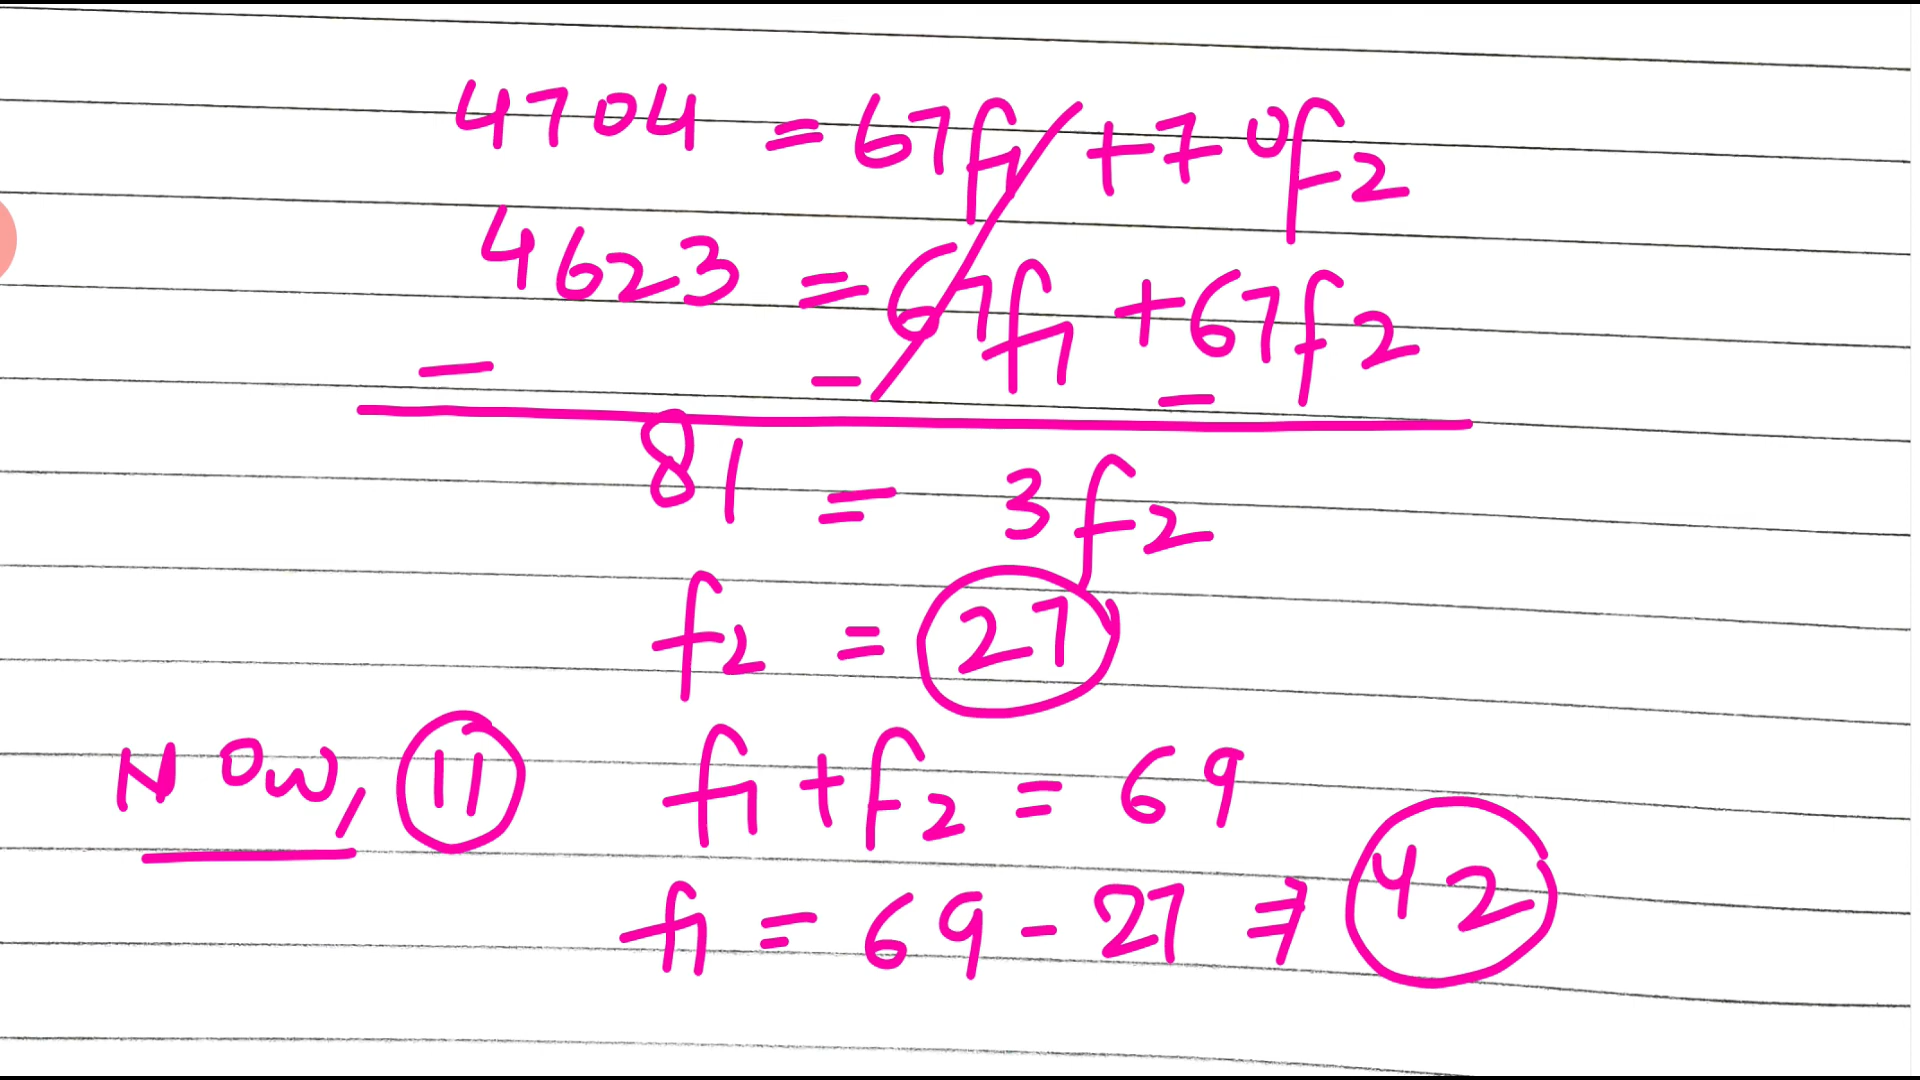 4704 = 67f1 + 70f2
4623 = 67f1 + 67f2
- - -
81 = 3f2
f2 = 27
Now, 11 f1 + f2 = 69
f1 = 69 - 27 ⇒ 42